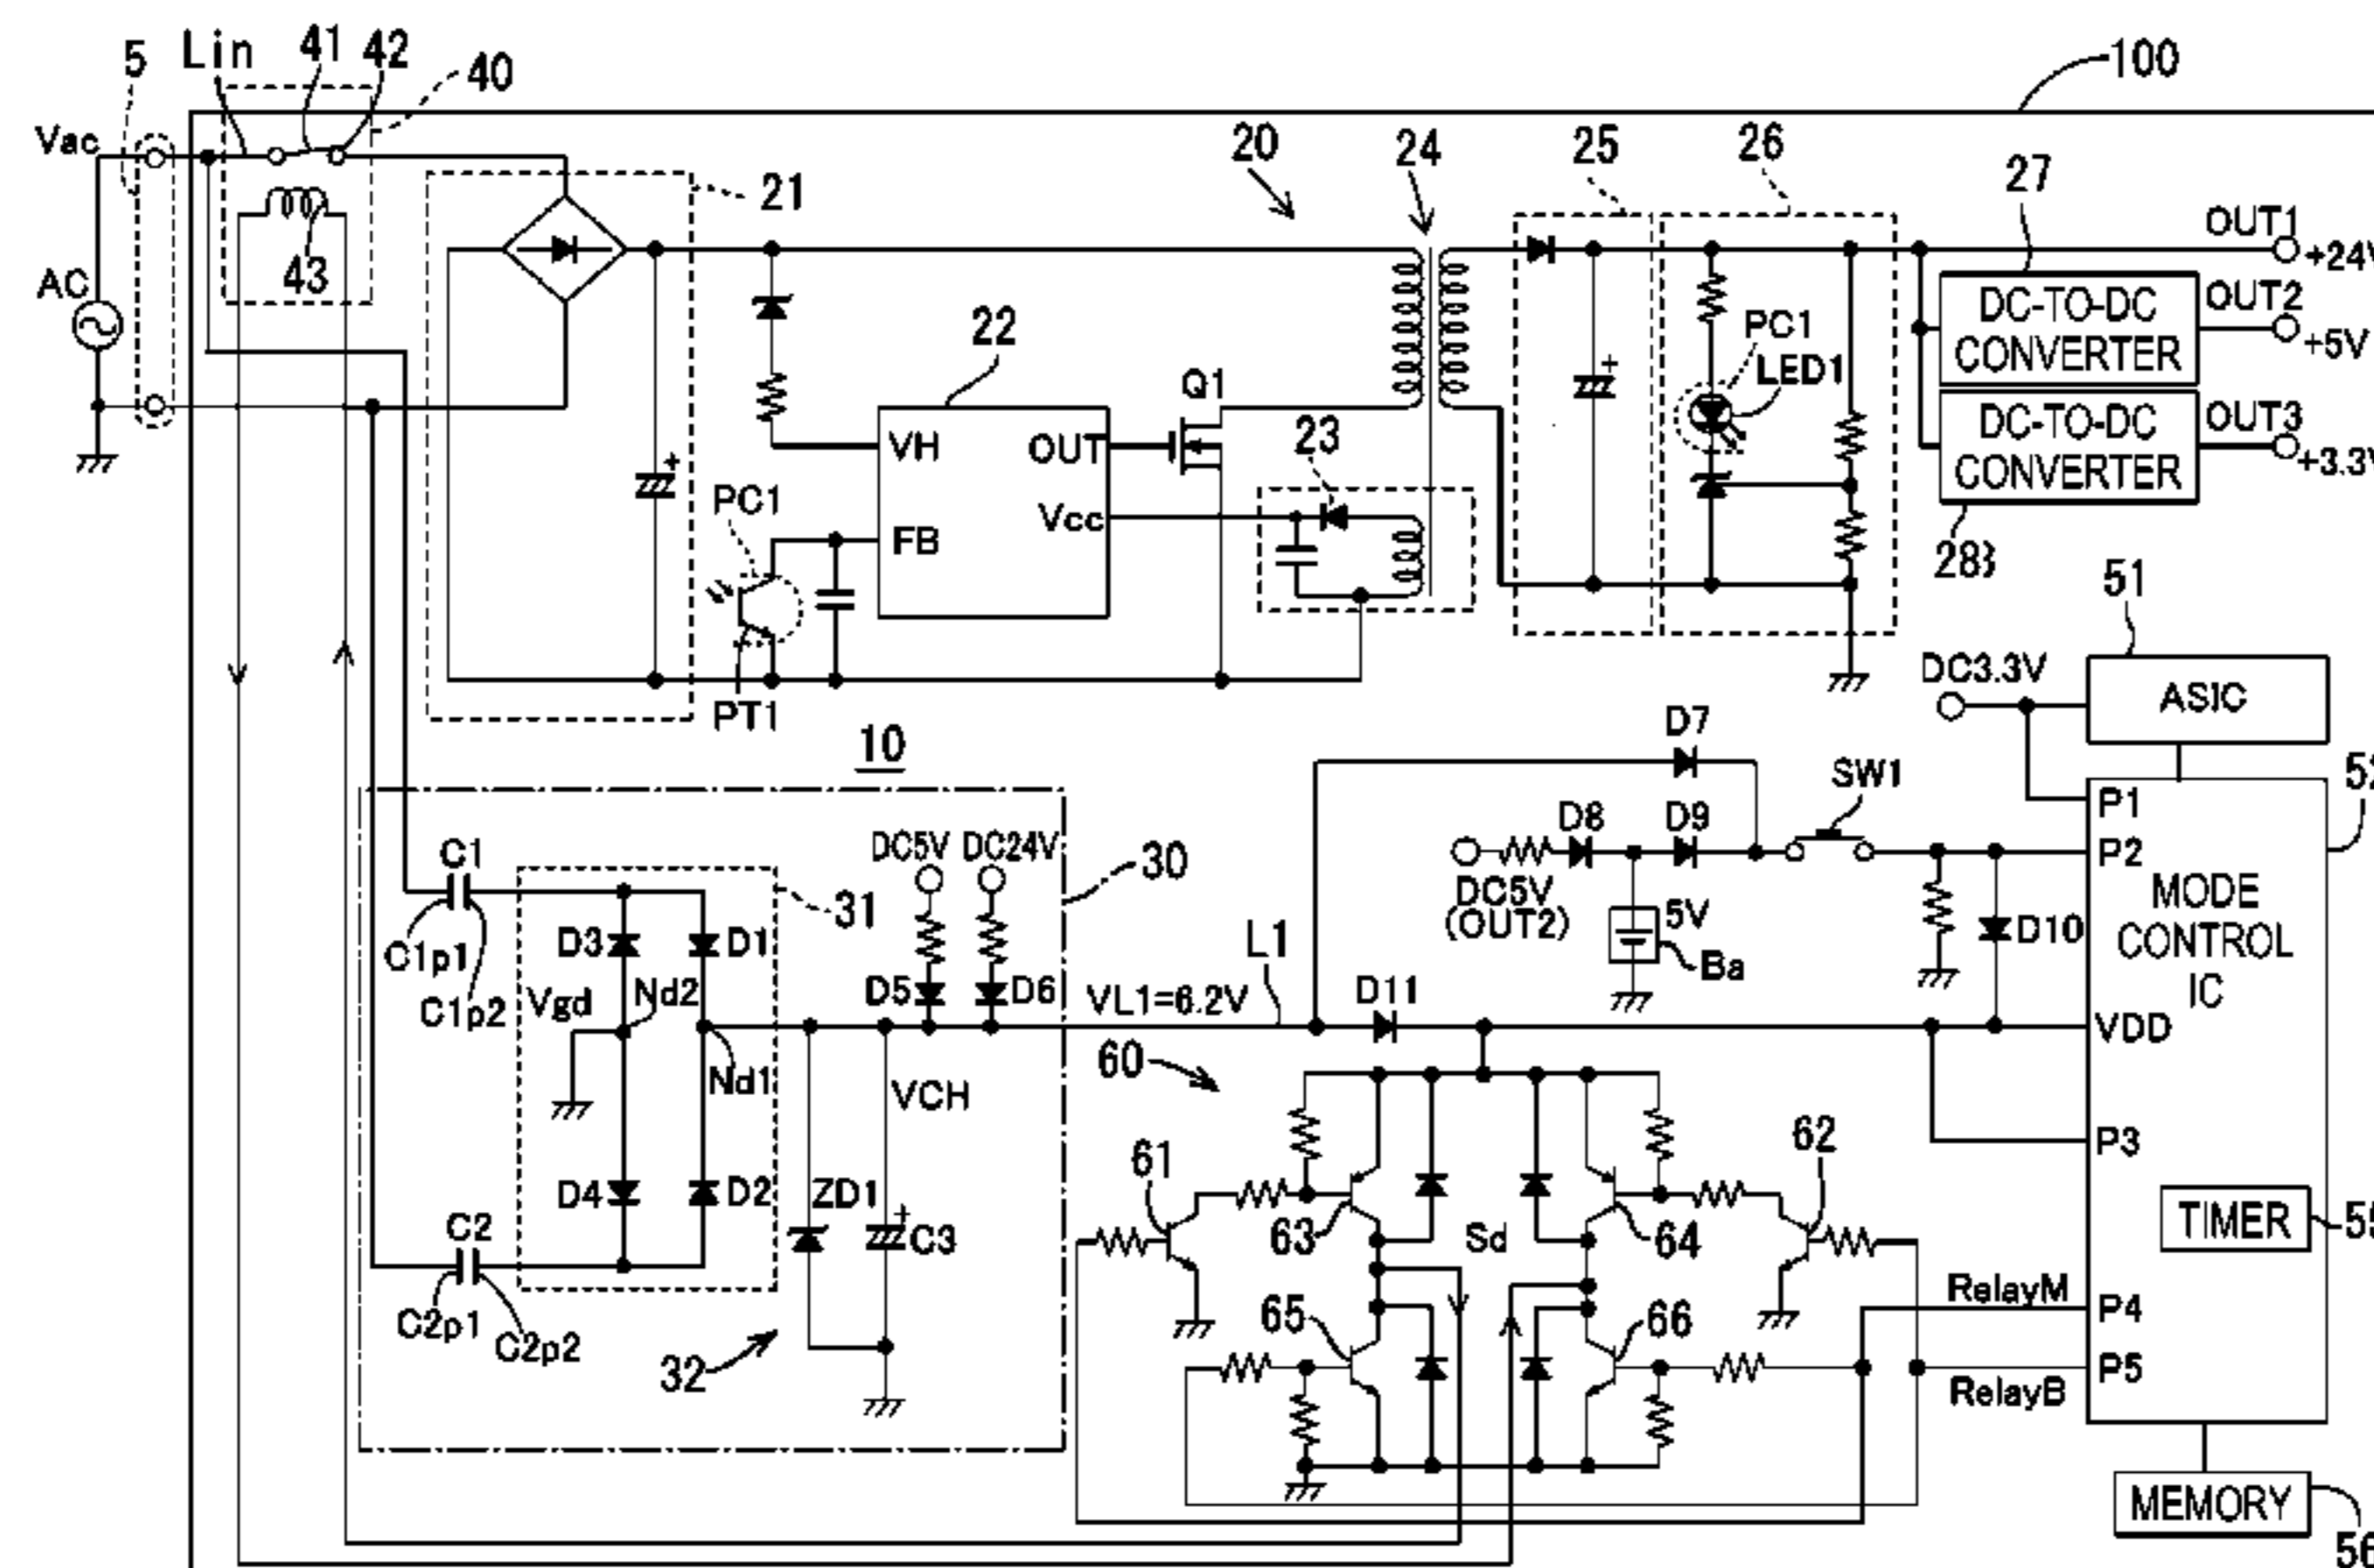 5
Lin
41
42
40
100
Vac
20
24
25
26
27
21
OUT1
+24V
43
AC
DC-TO-DC
CONVERTER
OUT2
+5V
PC1
LED1
22
Q1
DC-TO-DC
CONVERTER
OUT3
+3.3V
23
VH
OUT
PC1
Vcc
FB
28
51
PT1
DC3.3V
ASIC
10
D7
SW1
52
P1
C1
DC5V
DC24V
30
D8
D9
P2
31
DC5V
(OUT2)
5V
Ba
MODE
CONTROL
IC
D3
D1
C1p1
C1p2
L1
D10
Vgd
Nd2
D5
D6
VL1=6.2V
D11
VDD
Nd1
VCH
60
P3
61
62
D4
D2
ZD1
C3
63
Sd
64
TIMER
55
C2
C2p1
C2p2
RelayM
P4
32
65
66
P5
RelayB
MEMORY
56